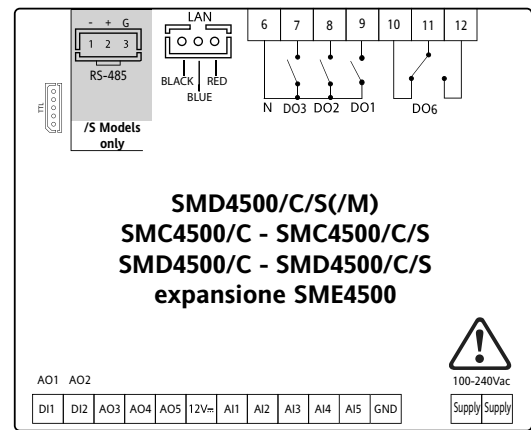 - + G
1 2 3
RS-485
LAN
BLACK RED
BLUE
TTL
/S Models
only
6 7 8 9 10 11 12
N DO3 DO2 DO1 DO6
SMD4500/C/S(/M)
SMC4500/C - SMC4500/C/S
SMD4500/C - SMD4500/C/S
expansione SME4500
100-240Vac
AO1 AO2
DI1 DI2 AO3 AO4 AO5 12V⎓ AI1 AI2 AI3 AI4 AI5 GND
Supply Supply